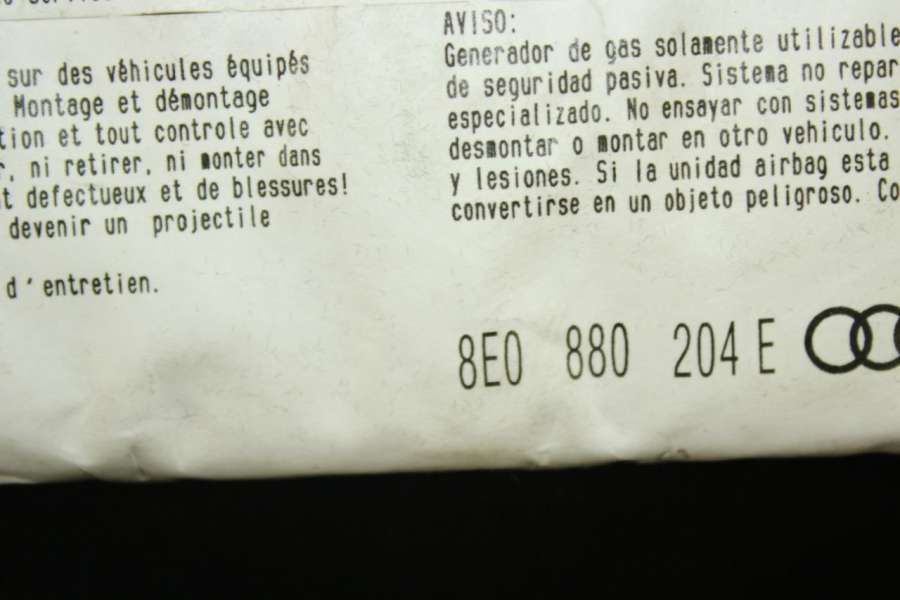 sur des véhicules équipés
Montage et démontage
tion et tout controle avec
r, ni retirer, ni monter dans
t defectueux et de blessures!
devenir un projectile
d'entretien.
AVISO:
Generador de gas solamente utilizable
de seguridad pasiva. Sistema no repar
especializado. No ensayar con sistemas
desmontar o montar en otro vehiculo.
y lesiones. Si la unidad airbag esta
convertirse en un objeto peligroso. Co
8E0 880 204 E